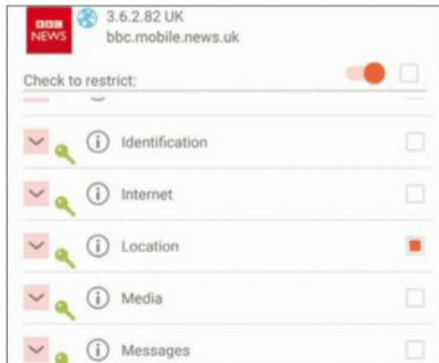 BBC
NEWS
3.6.2.82 UK
bbc.mobile.news.uk
Check to restrict:
Identification
Internet
Location
Media
Messages